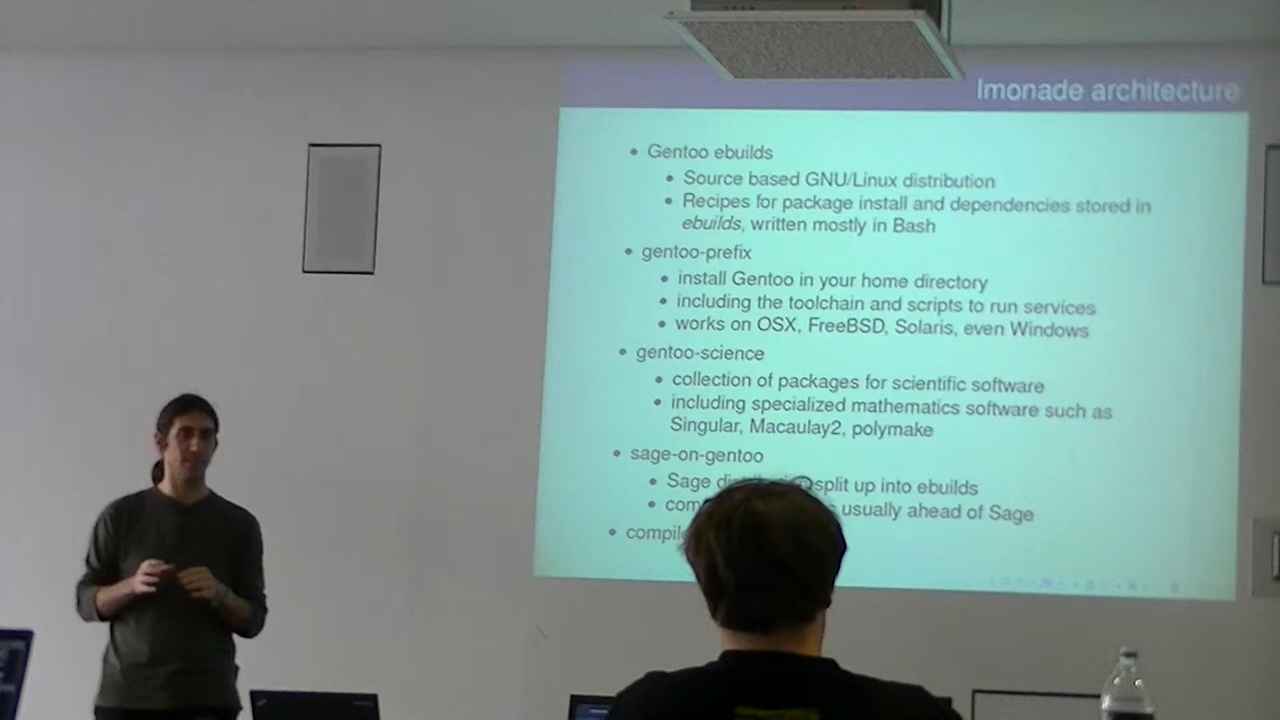 lmonade architecture
Gentoo ebuilds
Source based GNU/Linux distribution
Recipes for package install and dependencies stored in
ebuilds, written mostly in Bash
gentoo-prefix
install Gentoo in your home directory
including the toolchain and scripts to run services
works on OSX, FreeBSD, Solaris, even Windows
gentoo-science
collection of packages for scientific software
including specialized mathematics software such as
Singular, Macaulay2, polymake
sage-on-gentoo
Sage split up into ebuilds
usually ahead of Sage